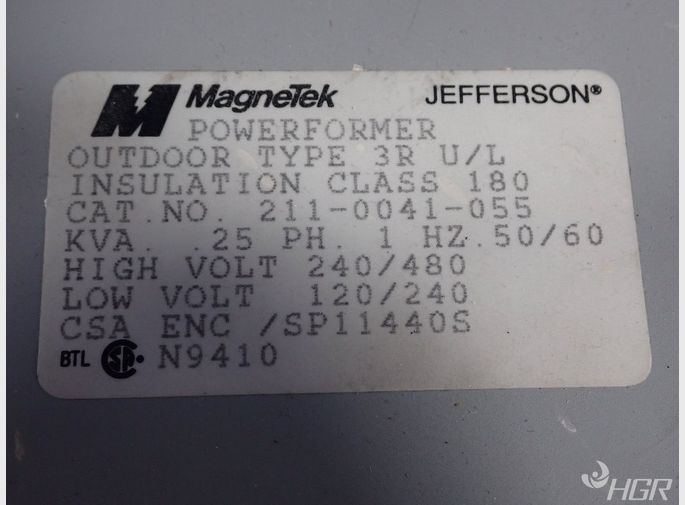 MAGNETEK JEFFERSON®
POWERFORMER
OUTDOOR TYPE 3R U/L
INSULATION CLASS 180
CAT.NO. 211-0041-055
KVA. .25 PH. 1 HZ.50/60
HIGH VOLT 240/480
LOW VOLT 120/240
CSA ENC /SP11440S
BTL SA N9410
HGR